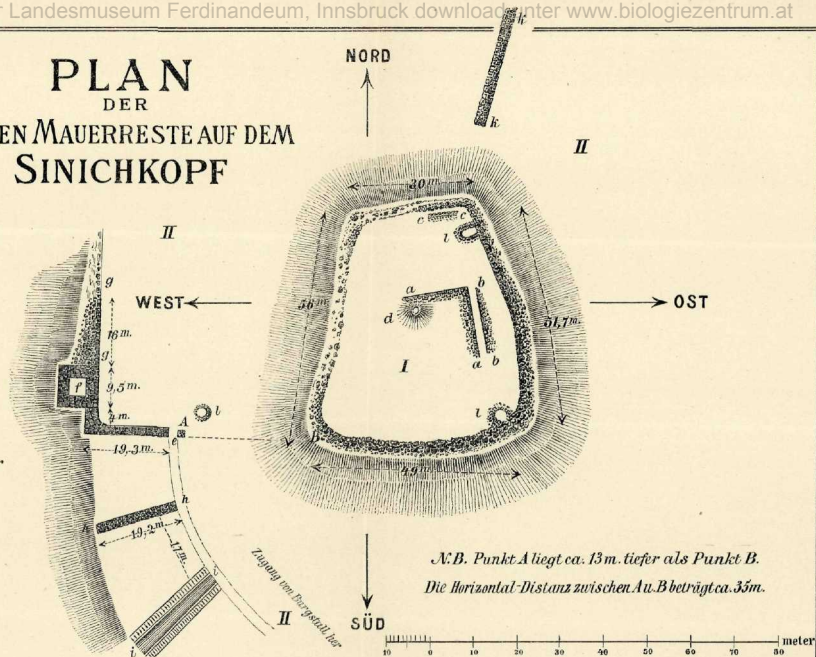 Landesmuseum Ferdinandeum, Innsbruck download unter www.biologiezentrum.at
PLAN
DER
EN MAUERRESTE AUF DEM
SINICHKOPF
NORD
k
k
II
30 m.
c c
l
II
g
WEST
OST
56 m
51,7 m.
a b
d
I
a b
16 m.
g
f
9,5 m.
4 m.
l
A
e
l
B
19,3 m.
49 m
h
h
19,2 m.
17 m.
i
i
Zugang von Burgstall her
II
SÜD
N.B. Punkt A liegt ca. 13 m. tiefer als Punkt B.
Die Horizontal-Distanz zwischen A u. B beträgt ca. 35 m.
meter
10 0 10 20 30 40 50 60 70 80